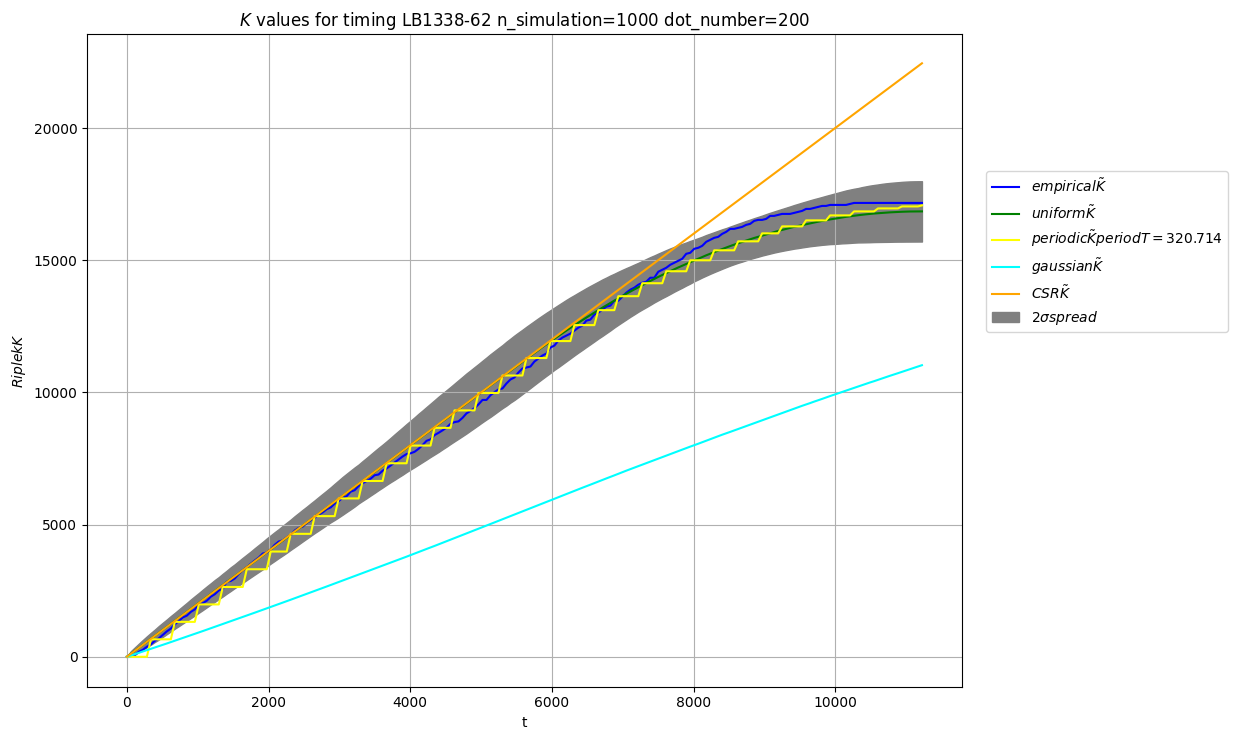 K values for timing LB1338-62 n_simulation=1000 dot_number=200
20000
15000
10000
5000
0
RiplekK
0 2000 4000 6000 8000 10000
t
empiricalK̃
uniformK̃
periodicK̃periodT = 320.714
gaussianK̃
CSRK̃
2σspread